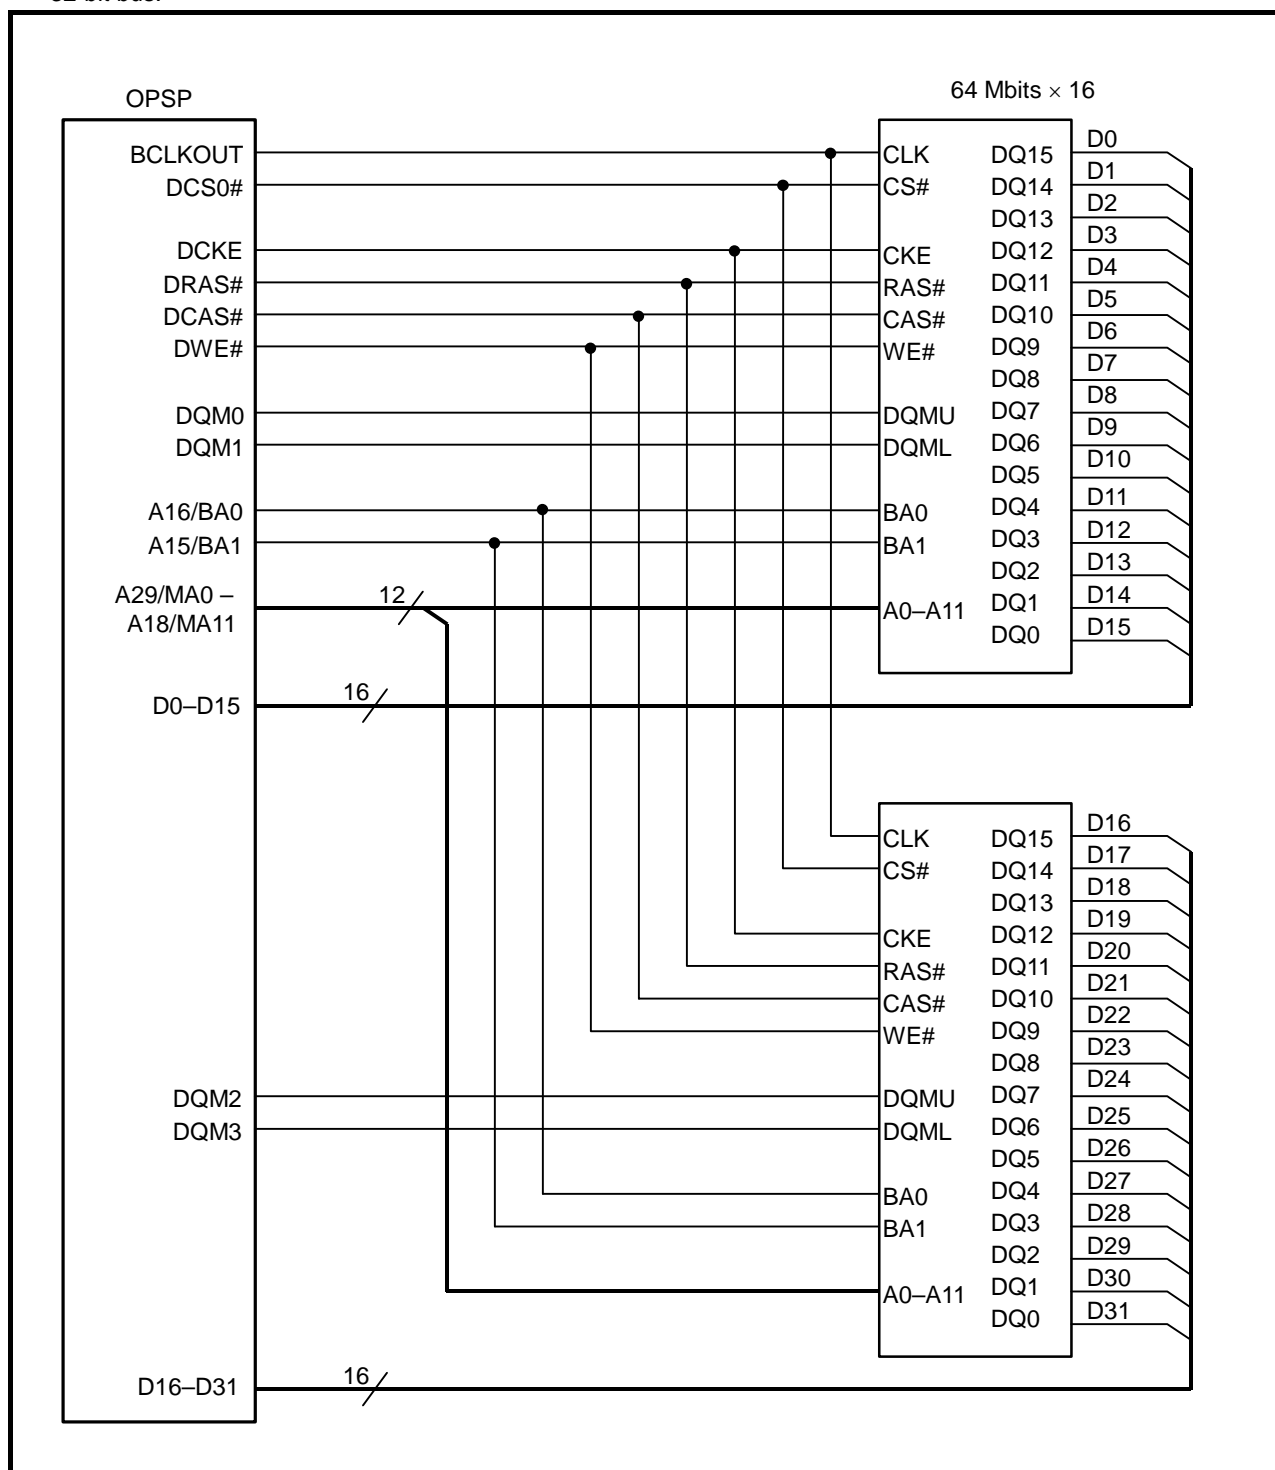 OPSP
64 Mbits × 16
BCLKOUT
DCS0#
DCKE
DRAS#
DCAS#
DWE#
DQM0
DQM1
A16/BA0
A15/BA1
A29/MA0 –
A18/MA11
D0–D15
DQM2
DQM3
D16–D31
12
16
16
CLK
CS#
CKE
RAS#
CAS#
WE#
DQMU
DQML
BA0
BA1
A0–A11
DQ15
DQ14
DQ13
DQ12
DQ11
DQ10
DQ9
DQ8
DQ7
DQ6
DQ5
DQ4
DQ3
DQ2
DQ1
DQ0
D0
D1
D2
D3
D4
D5
D6
D7
D8
D9
D10
D11
D12
D13
D14
D15
CLK
CS#
CKE
RAS#
CAS#
WE#
DQMU
DQML
BA0
BA1
A0–A11
DQ15
DQ14
DQ13
DQ12
DQ11
DQ10
DQ9
DQ8
DQ7
DQ6
DQ5
DQ4
DQ3
DQ2
DQ1
DQ0
D16
D17
D18
D19
D20
D21
D22
D23
D24
D25
D26
D27
D28
D29
D30
D31